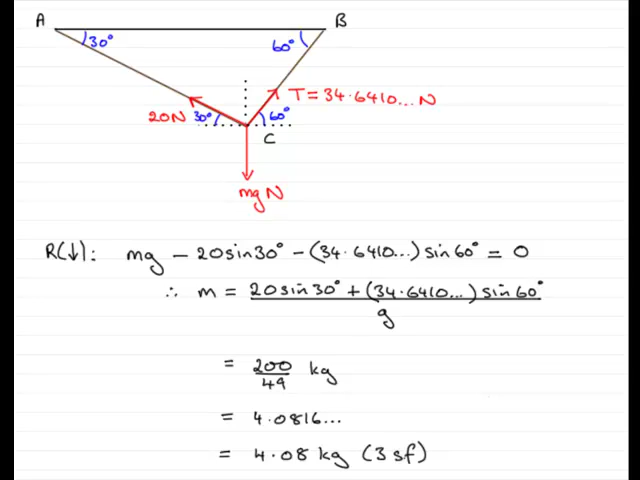 A B
30° 60°
T = 34.6410... N
20N 30° 60°
C
mg N
R(↓): mg − 20sin30° − (34.6410...) sin60° = 0
∴ m = 20sin30° + (34.6410...) sin60°
g
= 200/49 kg
= 4.0816...
= 4.08 kg (3 sf)